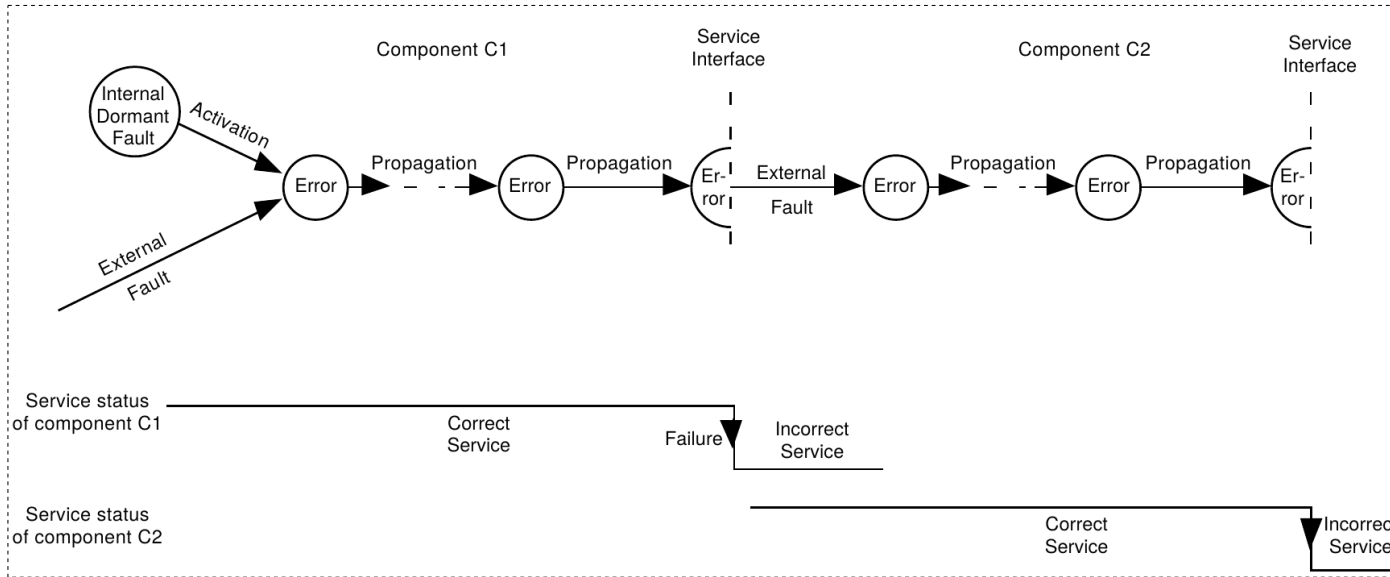 Component C1
Service
Interface
Component C2
Service
Interface
Internal
Dormant
Fault
Activation
Error
Propagation
Error
Propagation
Er-
ror
External
Fault
Error
Propagation
Error
Propagation
Er-
ror
External
Fault
Service status
of component C1
Correct
Service
Failure
Incorrect
Service
Service status
of component C2
Correct
Service
Incorrec
Service